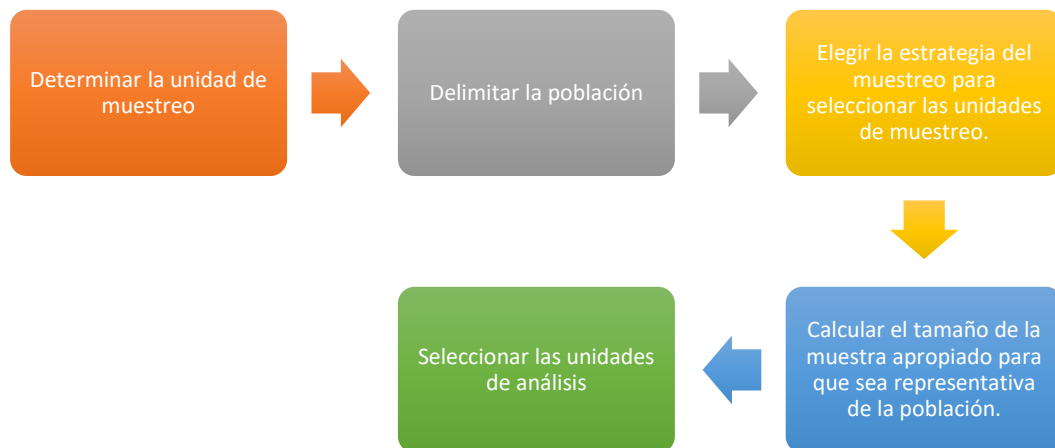 Determinar la unidad de
muestreo
Delimitar la población
Elegir la estrategia del
muestreo para
seleccionar las unidades
de muestreo.
Calcular el tamaño de la
muestra apropiado para
que sea representativa
de la población.
Seleccionar las unidades
de análisis